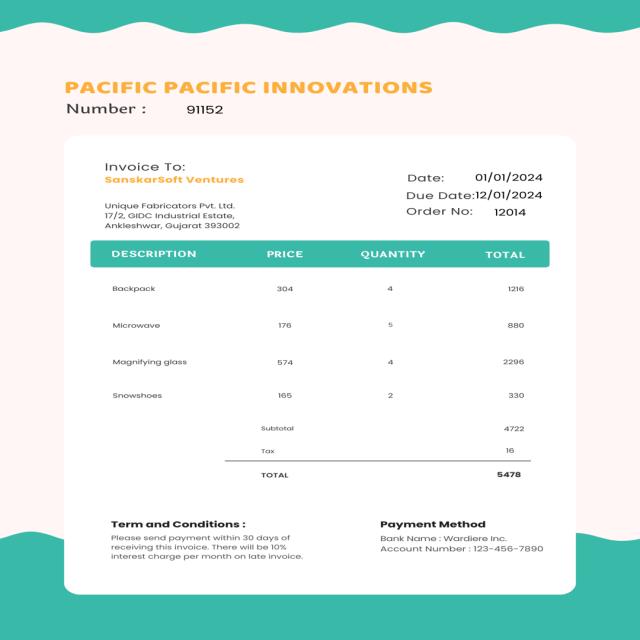 PACIFIC PACIFIC INNOVATIONS
Number : 91152
Invoice To:
SanskarSoft Ventures
Unique Fabricators Pvt. Ltd.
17/2, GIDC Industrial Estate,
Ankleshwar, Gujarat 393002
Date: 01/01/2024
Due Date:12/01/2024
Order No: 12014
DESCRIPTION PRICE QUANTITY TOTAL
Backpack 304 4 1216
Microwave 176 5 880
Magnifying glass 574 4 2296
Snowshoes 165 2 330
Subtotal 4722
Tax 16
TOTAL 5478
Term and Conditions :
Please send payment within 30 days of
receiving this invoice. There will be 10%
interest charge per month on late invoice.
Payment Method
Bank Name : Wardiere Inc.
Account Number : 123-456-7890